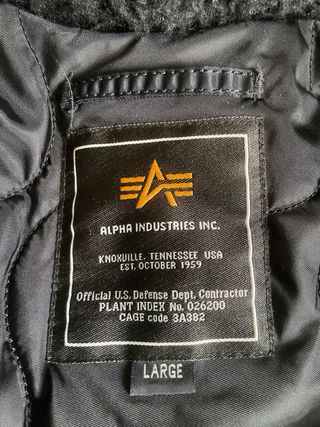 ALPHA INDUSTRIES INC.
KNOXVILLE, TENNESSEE USA
EST. OCTOBER 1959
Official U.S. Defense Dept. Contractor
PLANT INDEX No. 026200
CAGE code 3A382
LARGE